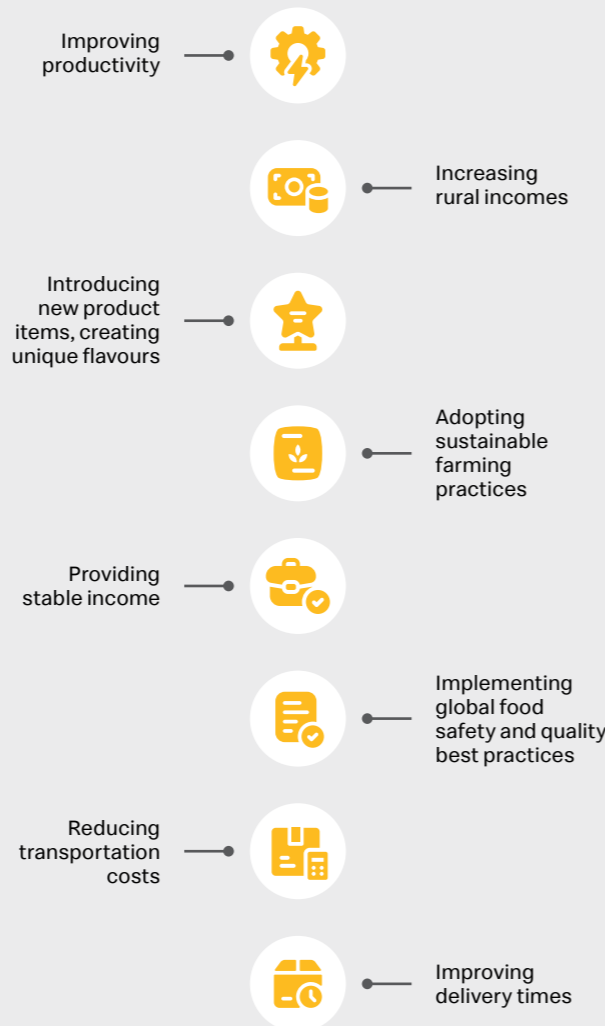 Improving
productivity
Increasing
rural incomes
Introducing
new product
items, creating
unique flavours
Adopting
sustainable
farming
practices
Providing
stable income
Implementing
global food
safety and quality
best practices
Reducing
transportation
costs
Improving
delivery times